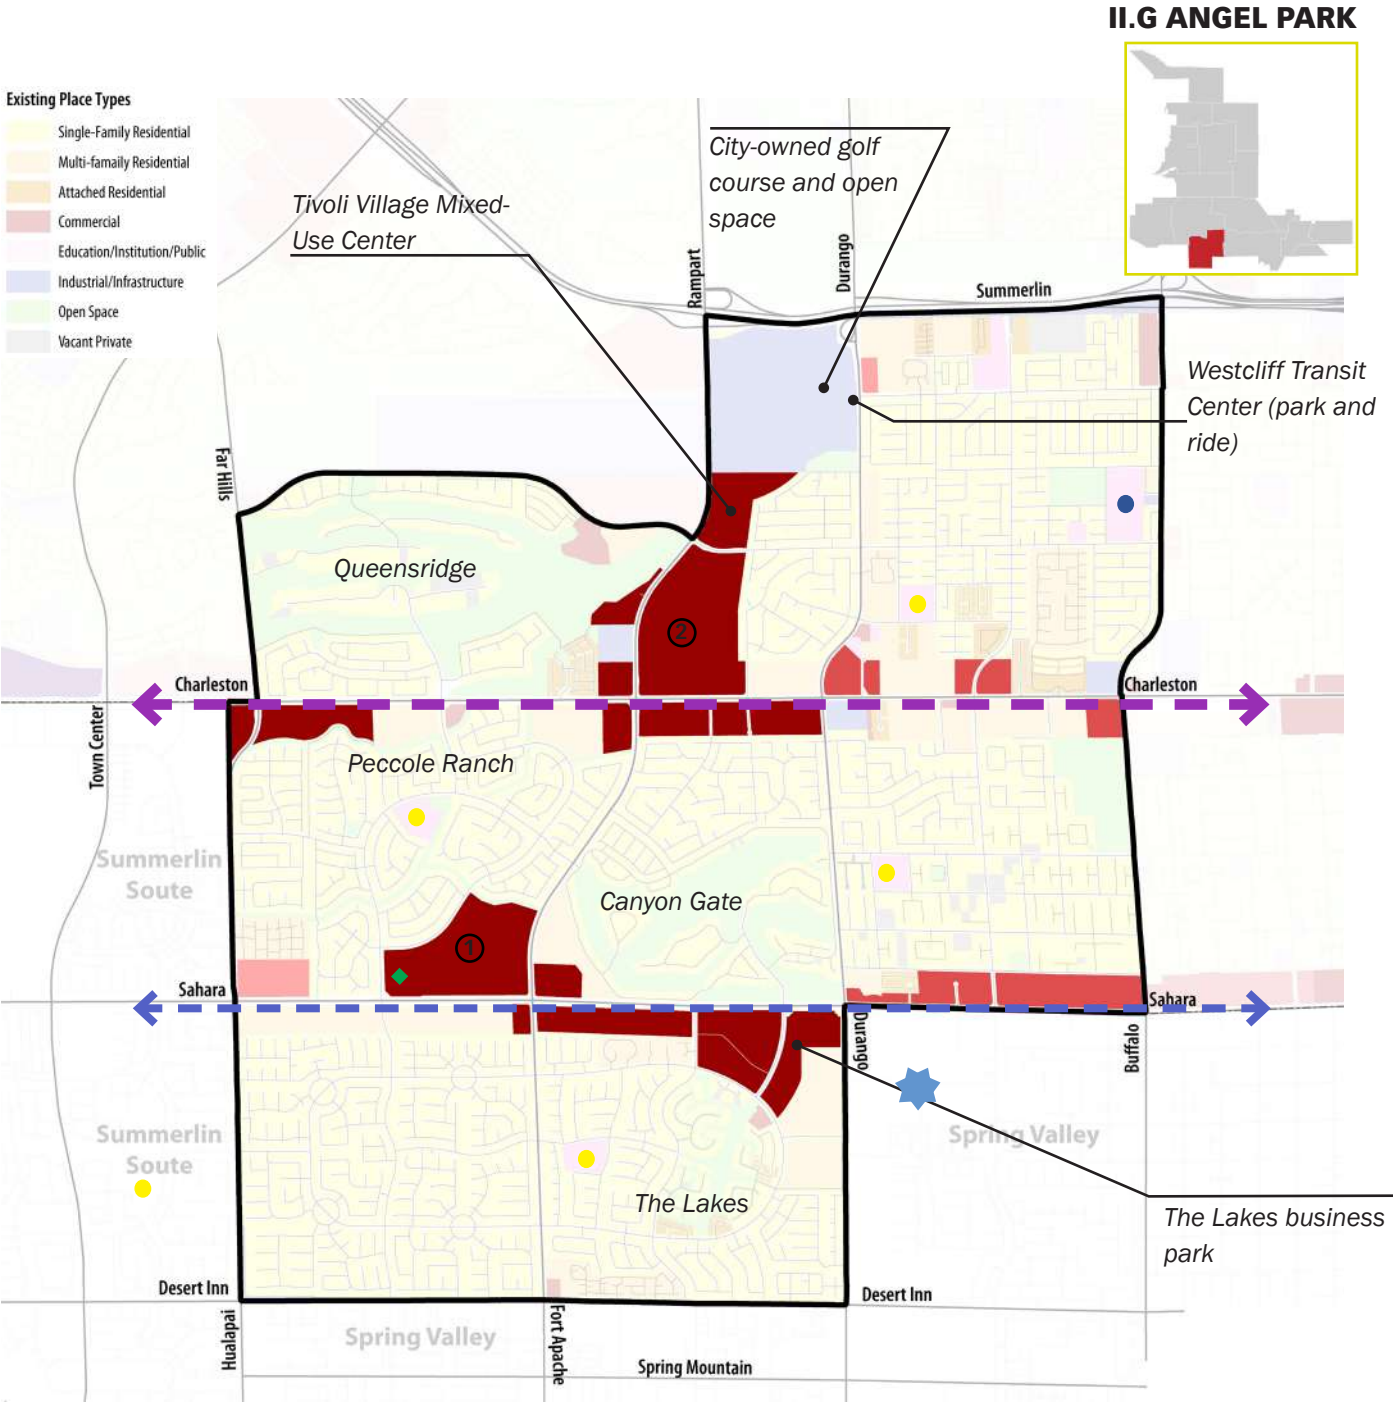 II.G ANGEL PARK
Existing Place Types
Single-Family Residential
Multi-famaily Residential
Attached Residential
Commercial
Education/Institution/Public
Industrial/Infrastructure
Open Space
Vacant Private
City-owned golf
course and open
space
Tivoli Village Mixed-
Use Center
Rampart
Durango
Summerlin
Westcliff Transit
Center (park and
ride)
Far Hills
Queensridge
2
Charleston
Charleston
Town Center
Peccole Ranch
Summerlin
Soute
Canyon Gate
1
Sahara
Sahara
Durango
Buffalo
Summerlin
Soute
Spring Valley
The Lakes
The Lakes business
park
Desert Inn
Desert Inn
Hualapai
Fort Apache
Spring Valley
Spring Mountain